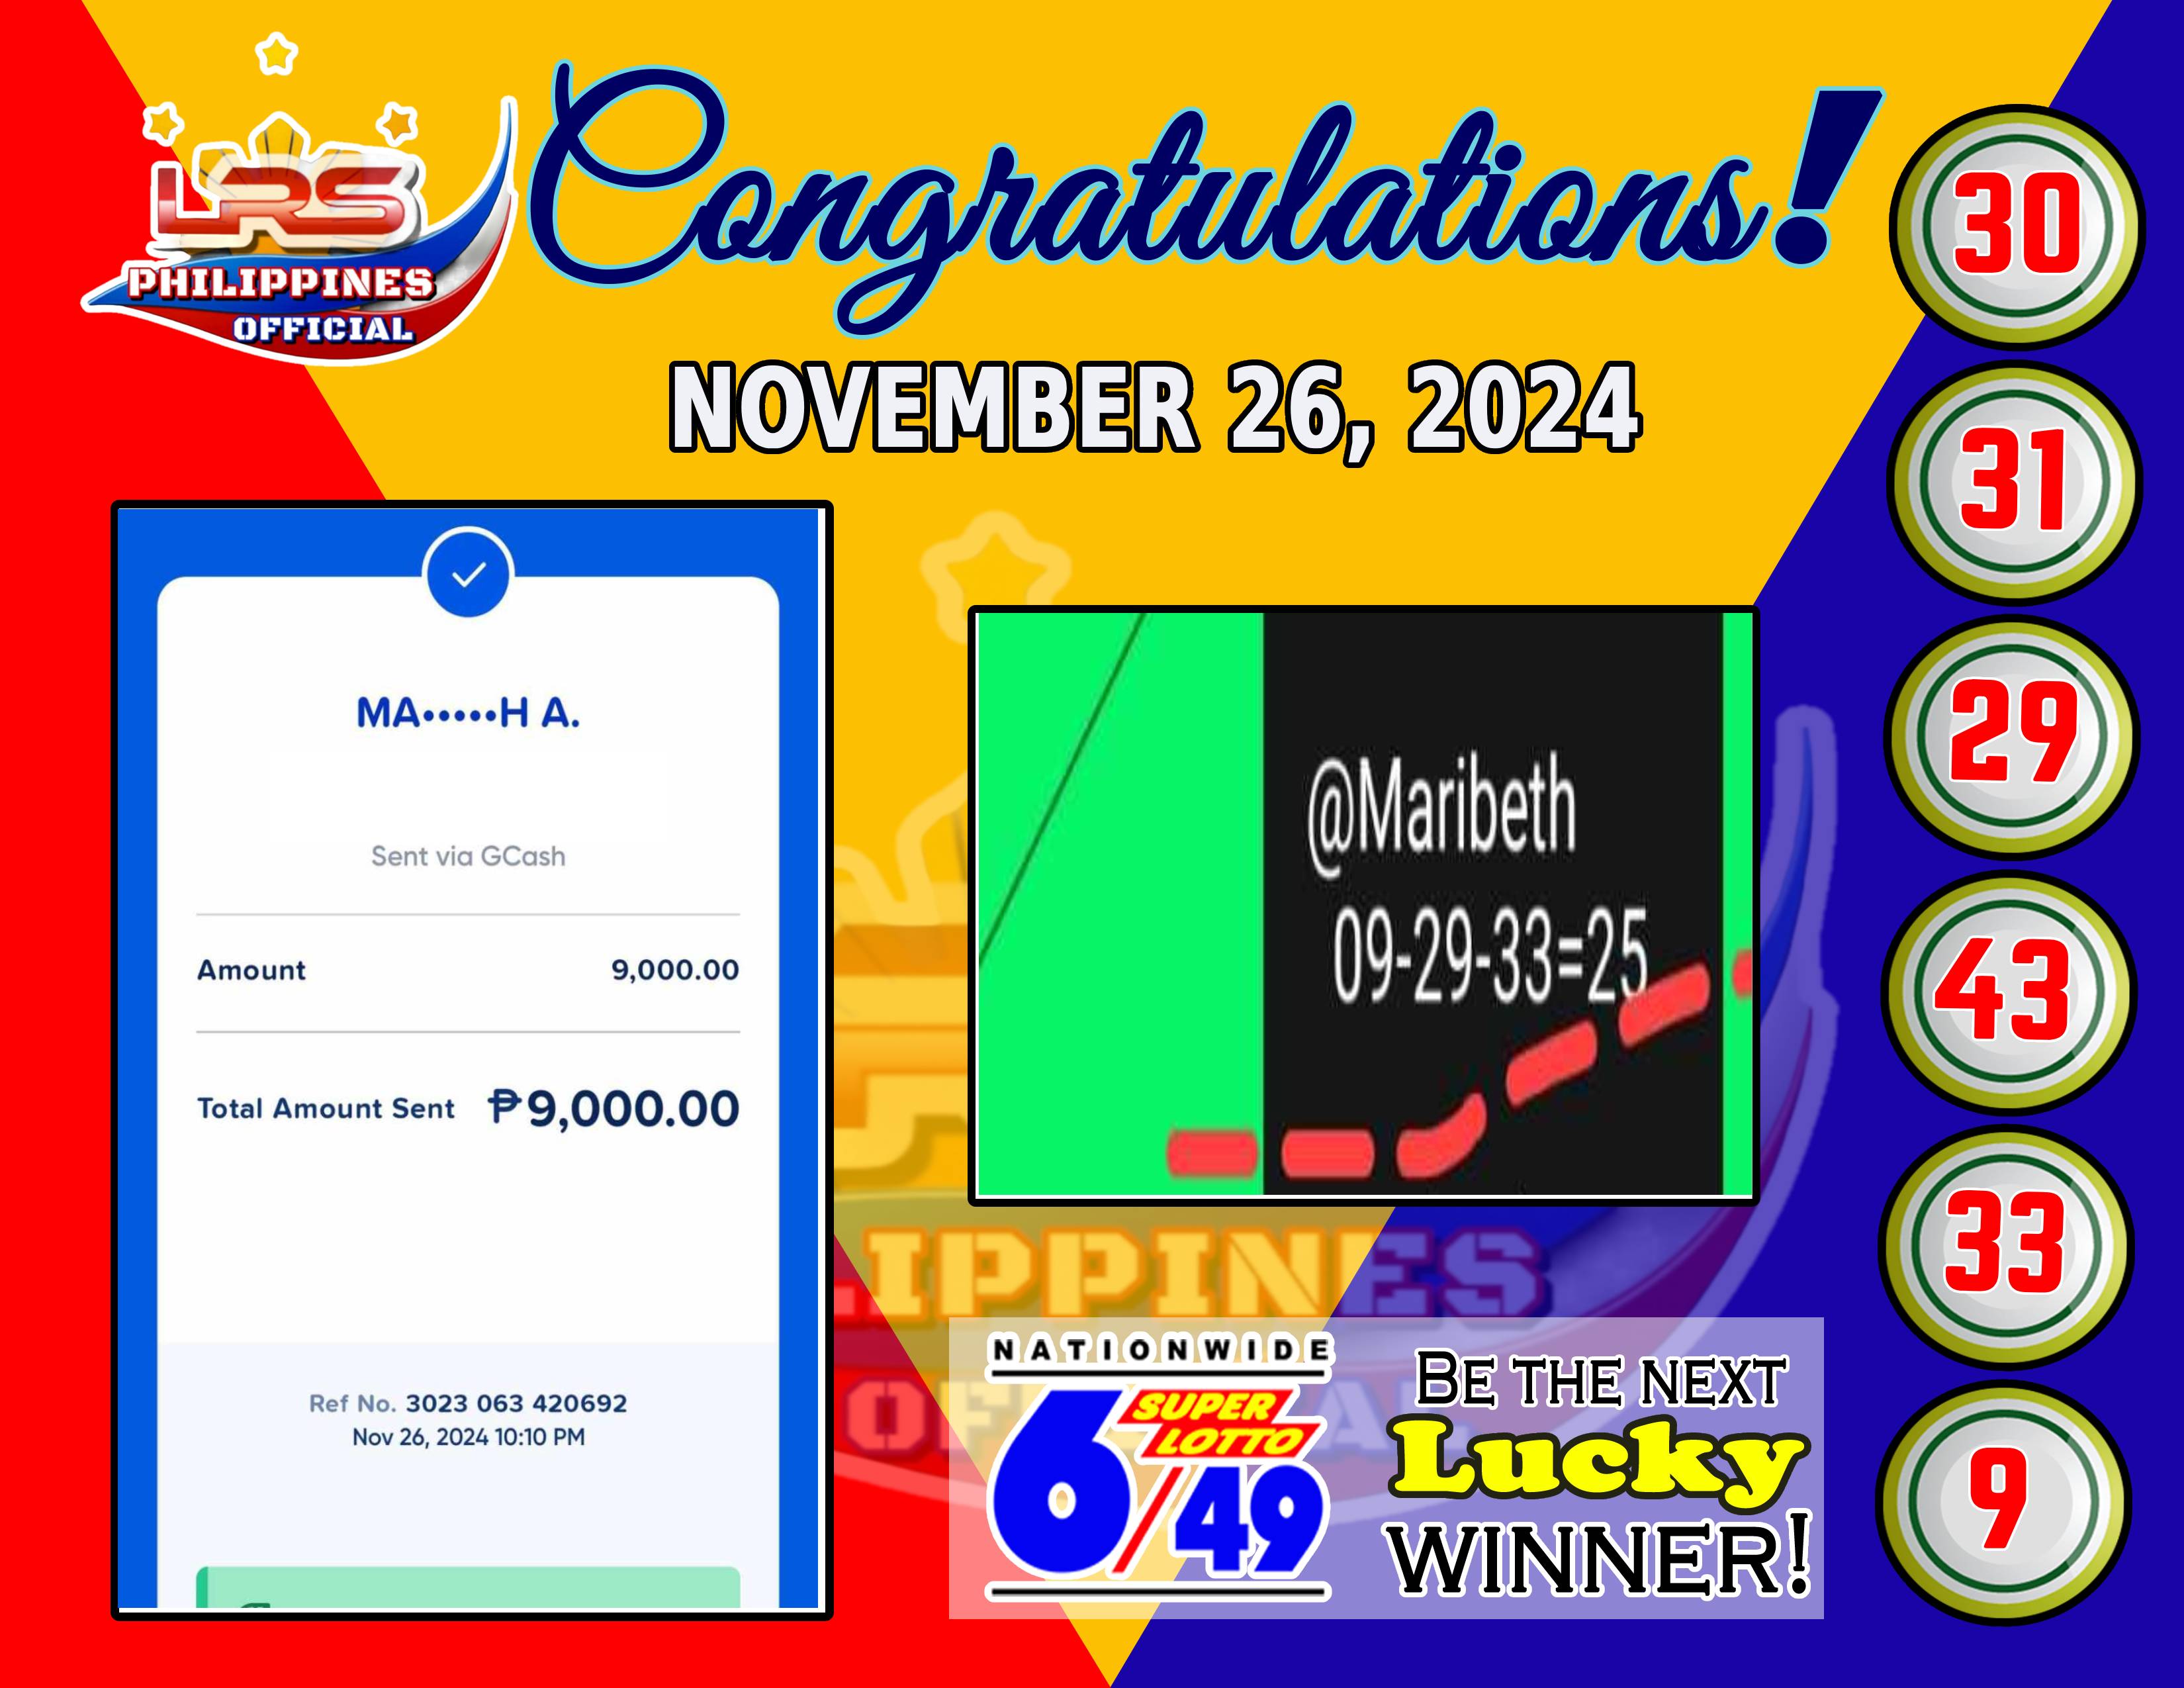 LRS
PHILIPPINES
OFFICIAL
Congratulations!
NOVEMBER 26, 2024
MA•••••H A.
Sent via GCash
Amount 9,000.00
Total Amount Sent ₱9,000.00
Ref No. 3023 063 420692
Nov 26, 2024 10:10 PM
@Maribeth
09-29-33=25
NATIONWIDE
SUPER
LOTTO
6/49
BE THE NEXT
Lucky
WINNER!
30
31
29
43
33
9